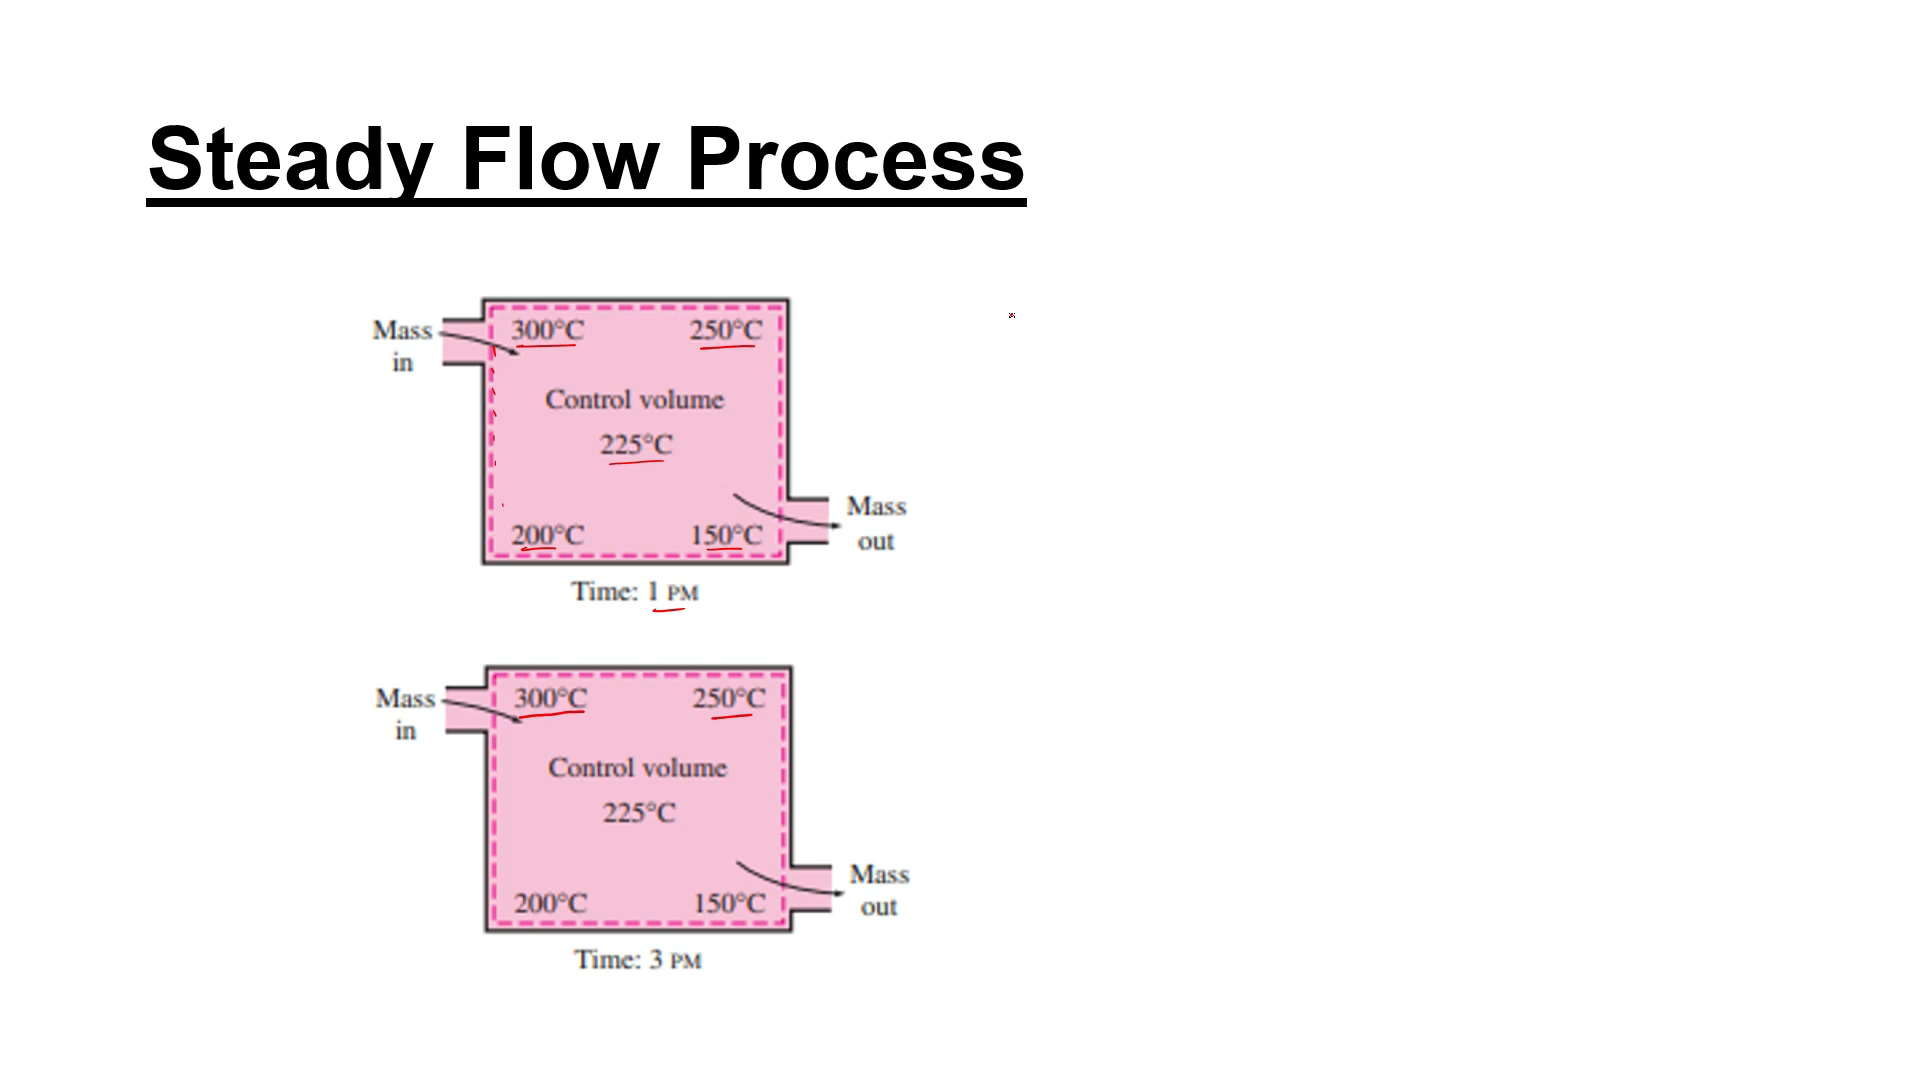 Steady Flow Process
Mass
in
300°C 250°C
Control volume
225°C
200°C 150°C
Mass
out
Time: 1 PM
Mass
in
300°C 250°C
Control volume
225°C
200°C 150°C
Mass
out
Time: 3 PM